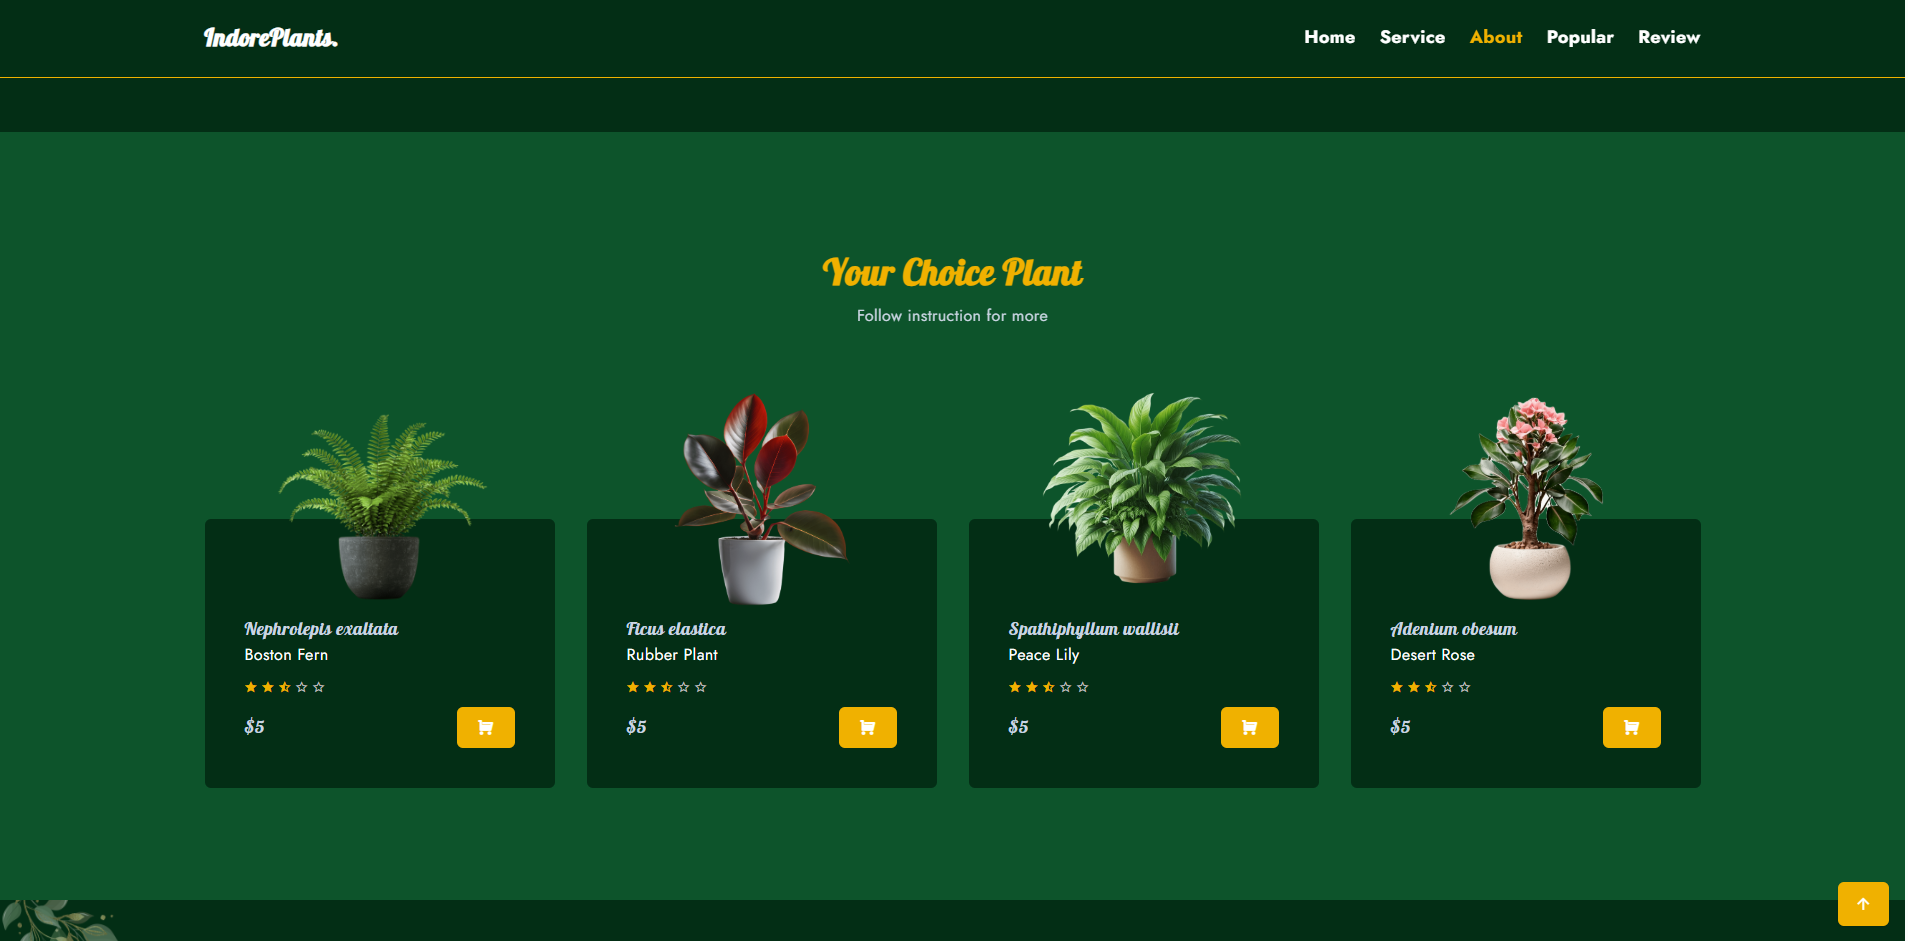 IndorePlants.
Home Service About Popular Review
Your Choice Plant
Follow instruction for more
Nephrolepis exaltata
Boston Fern
$5
Ficus elastica
Rubber Plant
$5
Spathiphyllum wallisii
Peace Lily
$5
Adenium obesum
Desert Rose
$5